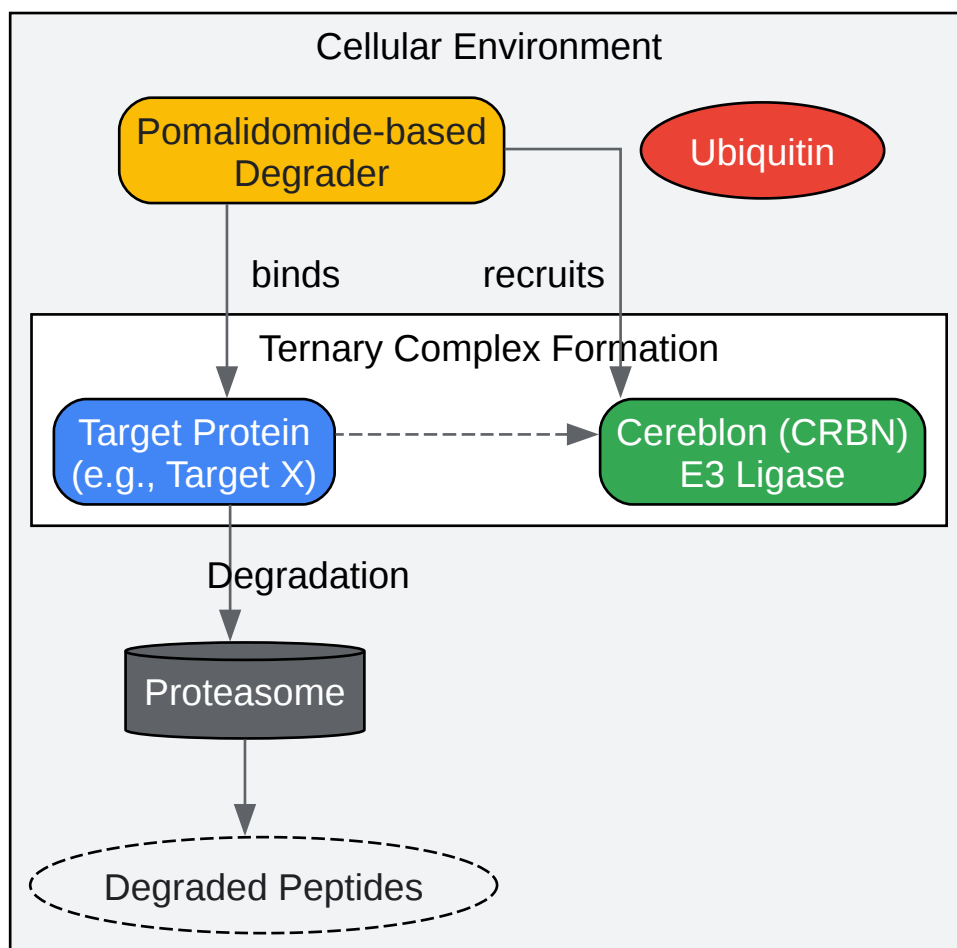 Cellular Environment
Pomalidomide-based
Degrader
Ubiquitin
binds
recruits
Ternary Complex Formation
Target Protein
(e.g., Target X)
Cereblon (CRBN)
E3 Ligase
Degradation
Proteasome
Degraded Peptides